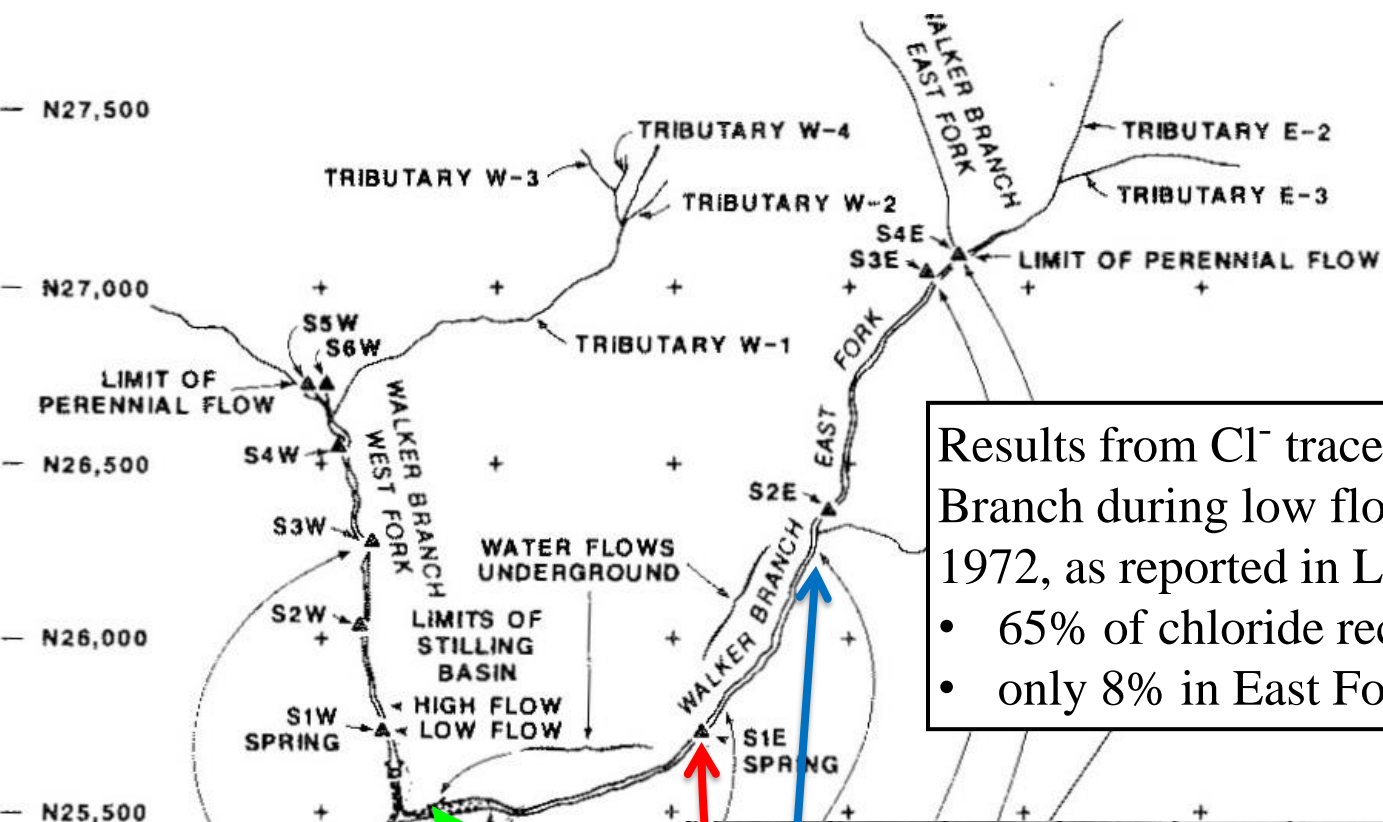 WALKER BRANCH
EAST FORK
N27,500
TRIBUTARY W-4
TRIBUTARY E-2
TRIBUTARY W-3
TRIBUTARY W-2
TRIBUTARY E-3
S4E
S3E
LIMIT OF PERENNIAL FLOW
N27,000
S5W
S6W
TRIBUTARY W-1
LIMIT OF
PERENNIAL FLOW
WALKER BRANCH
WEST FORK
EAST FORK
S4W
N26,500
S2E
S3W
WATER FLOWS
UNDERGROUND
WALKER BRANCH
S2W
LIMITS OF
STILLING
BASIN
N26,000
HIGH FLOW
LOW FLOW
S1W
SPRING
S1E
SPRING
N25,500
Results from Cl- trace
Branch during low flo
1972, as reported in L
• 65% of chloride rec
• only 8% in East Fo